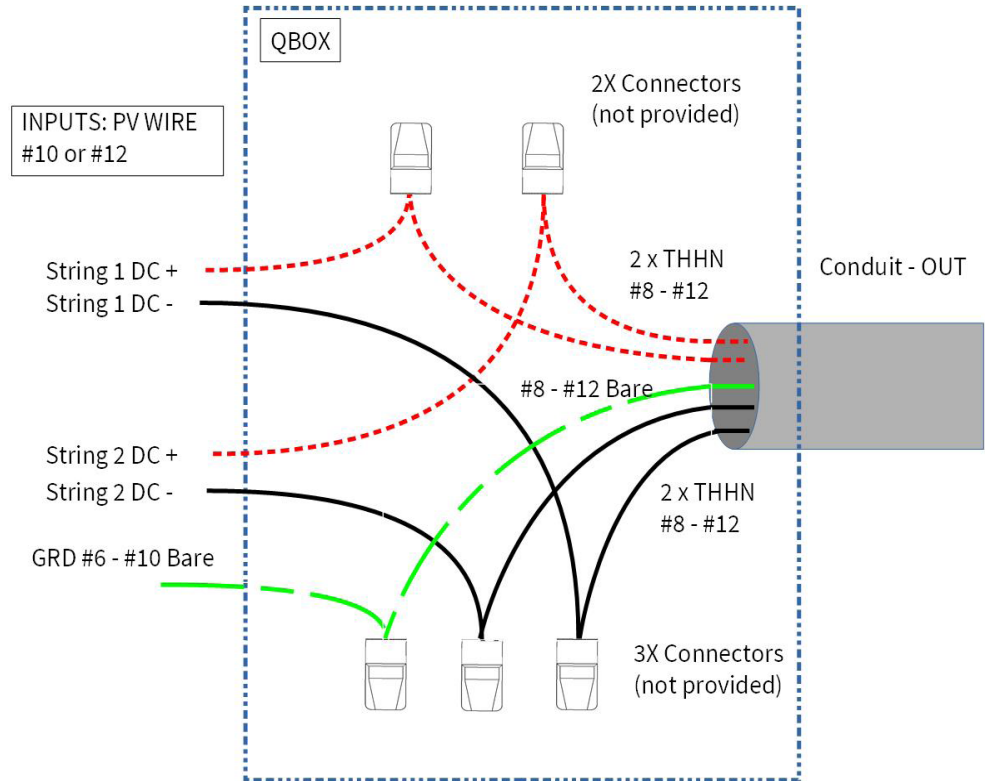 QBOX
2X Connectors
(not provided)
INPUTS: PV WIRE
#10 or #12
String 1 DC +
String 1 DC -
2 x THHN
#8 - #12
Conduit - OUT
#8 - #12 Bare
String 2 DC +
String 2 DC -
2 x THHN
#8 - #12
GRD #6 - #10 Bare
3X Connectors
(not provided)